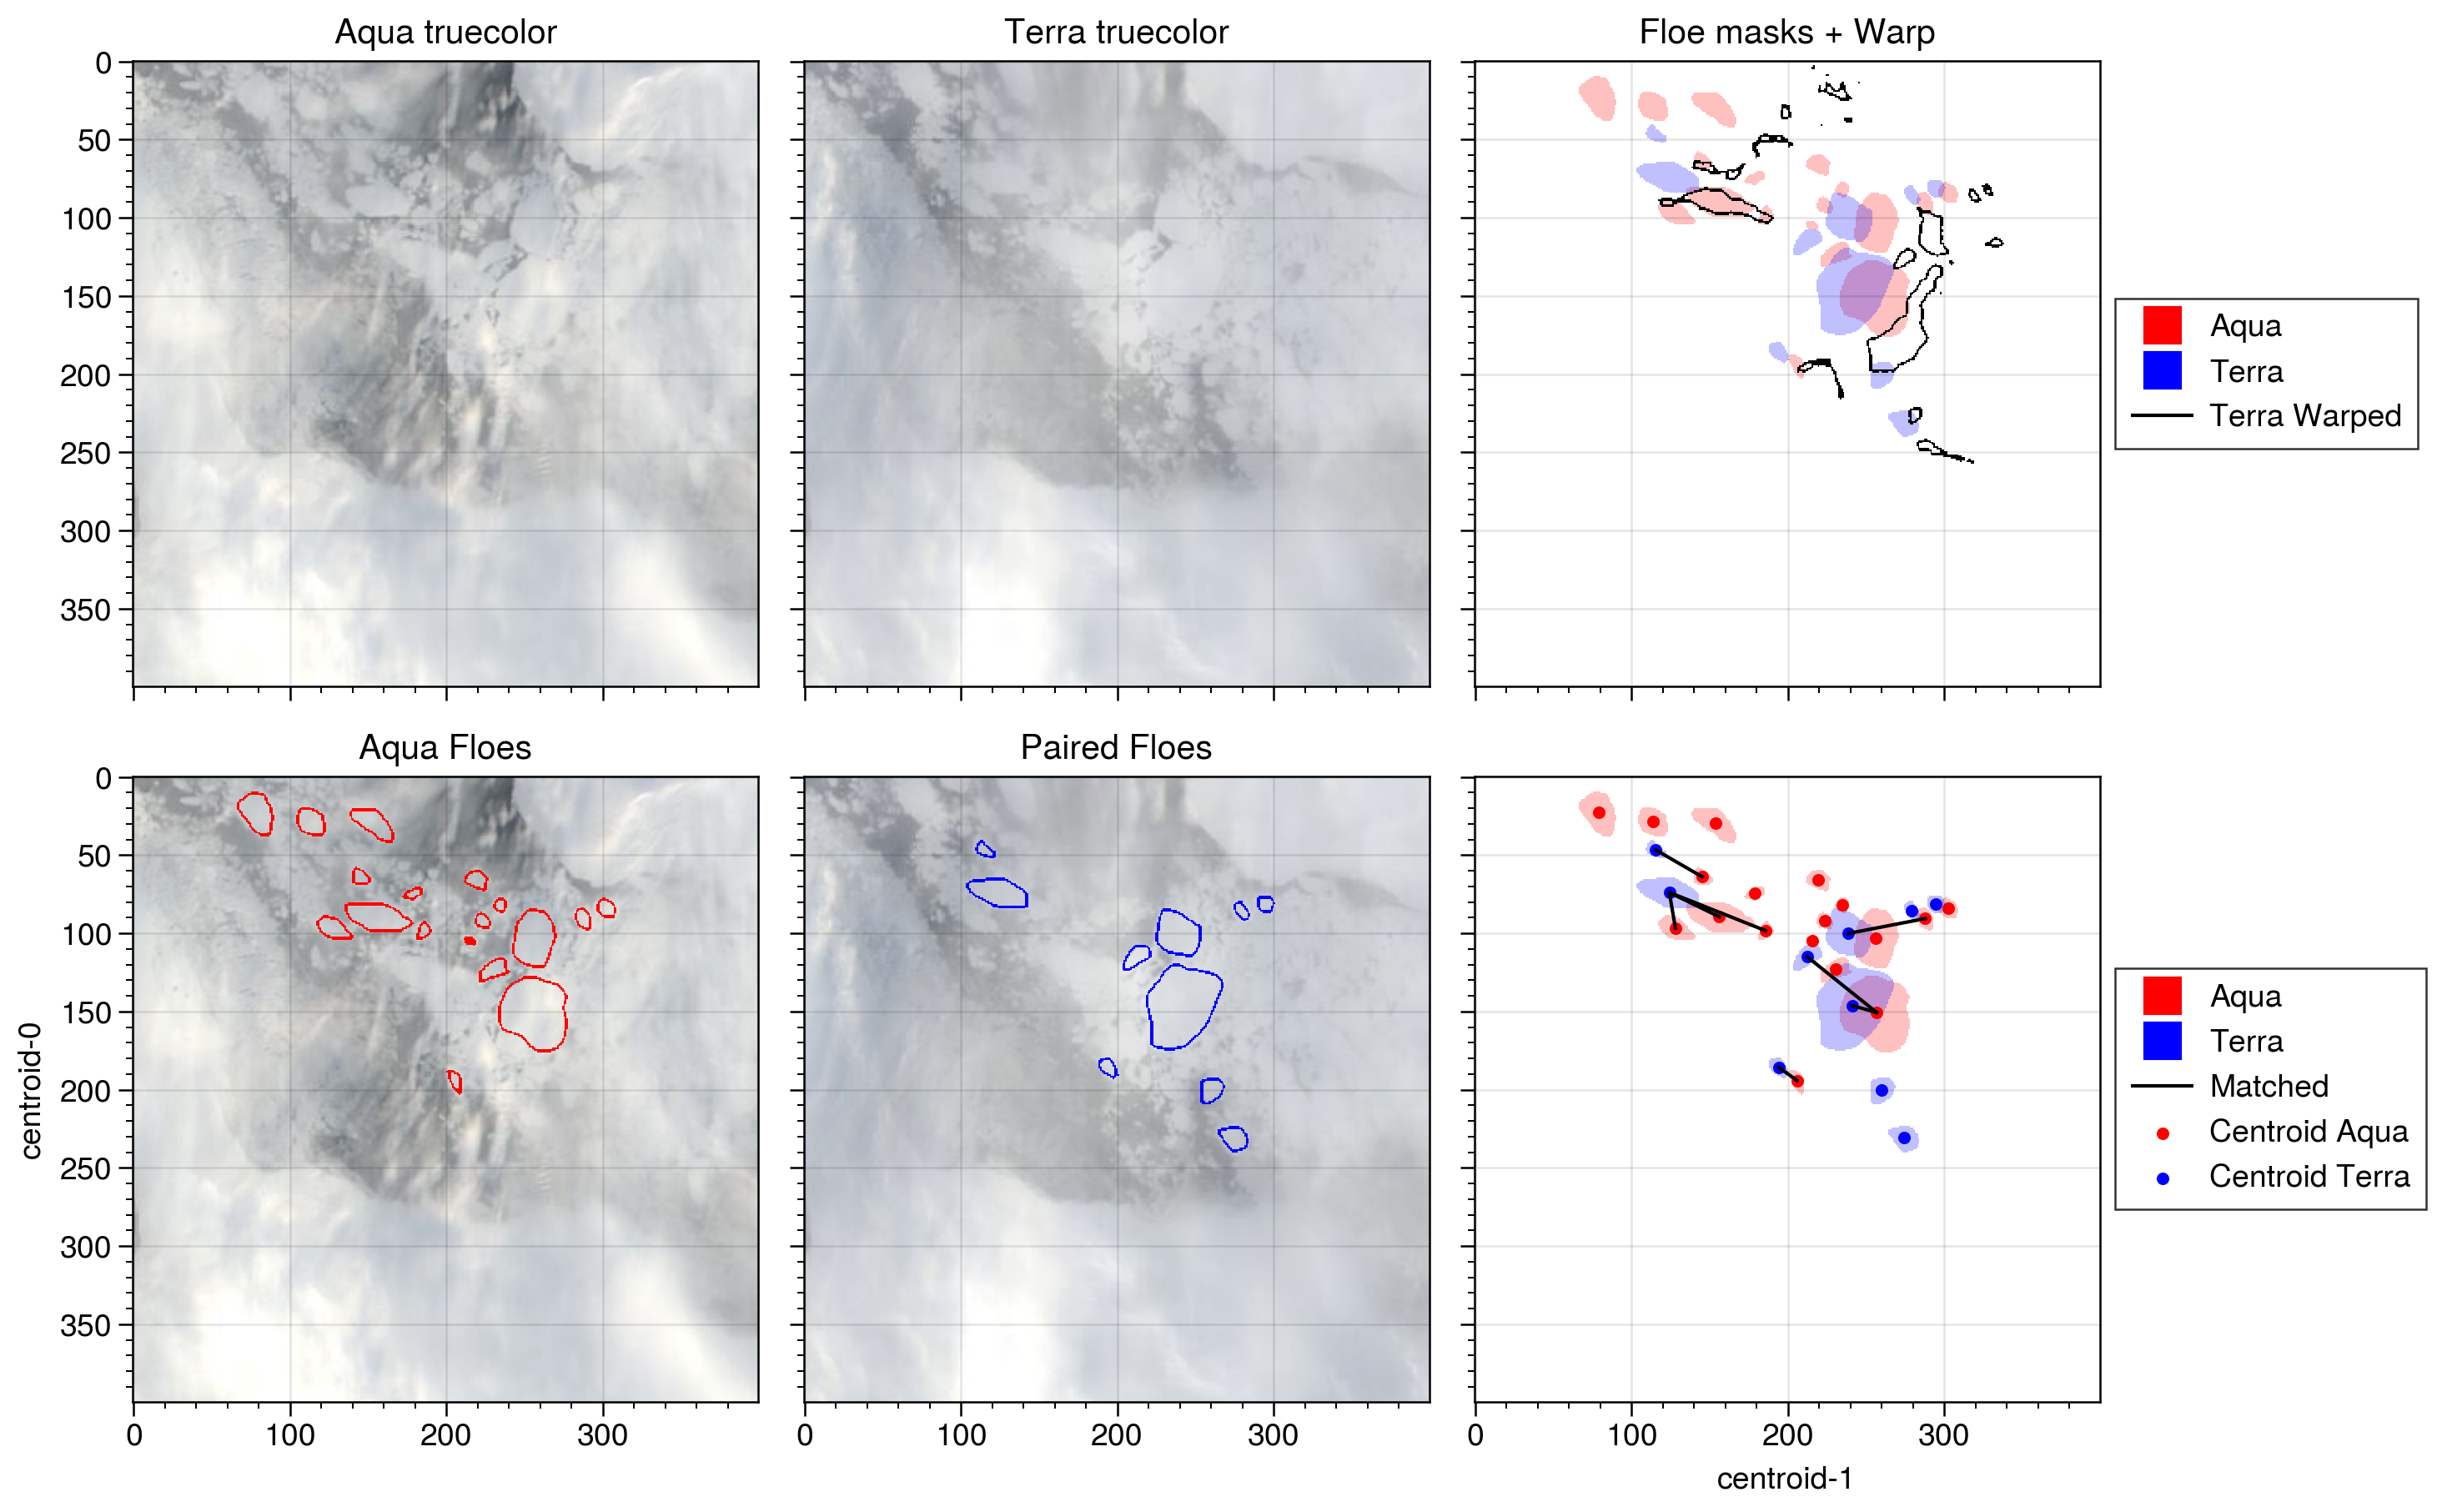 Aqua truecolor
Terra truecolor
Floe masks + Warp
0
50
100
150
200
250
300
350
Aqua
Terra
Terra Warped
Aqua Floes
Paired Floes
0
50
100
150
200
250
300
350
centroid-0
Aqua
Terra
Matched
Centroid Aqua
Centroid Terra
0 100 200 300
0 100 200 300
0 100 200 300
centroid-1